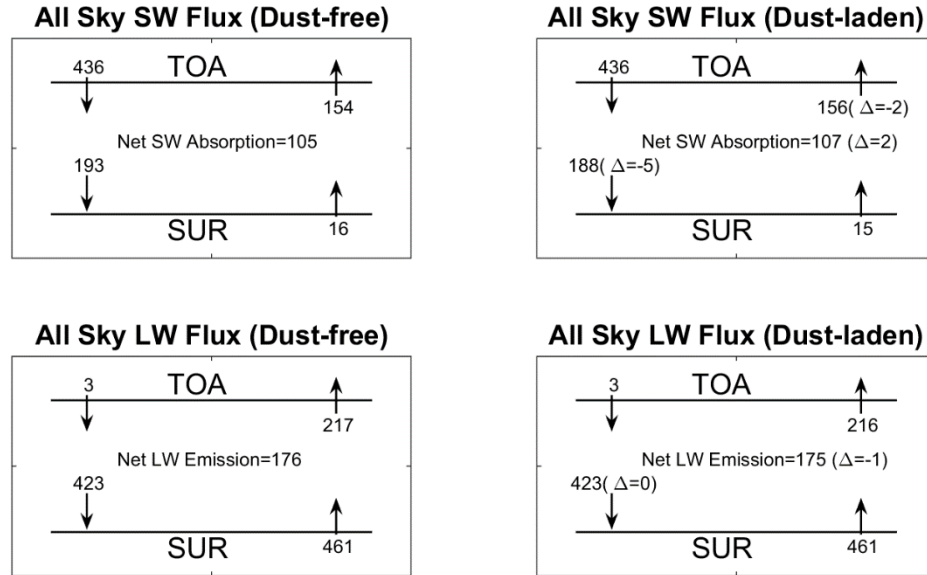 All Sky SW Flux (Dust-free)
436
TOA
154
Net SW Absorption=105
193
SUR
16
All Sky SW Flux (Dust-laden)
436
TOA
156( Δ=-2)
Net SW Absorption=107 (Δ=2)
188( Δ=-5)
SUR
15
All Sky LW Flux (Dust-free)
3
TOA
217
Net LW Emission=176
423
SUR
461
All Sky LW Flux (Dust-laden)
3
TOA
216
Net LW Emission=175 (Δ=-1)
423( Δ=0)
SUR
461